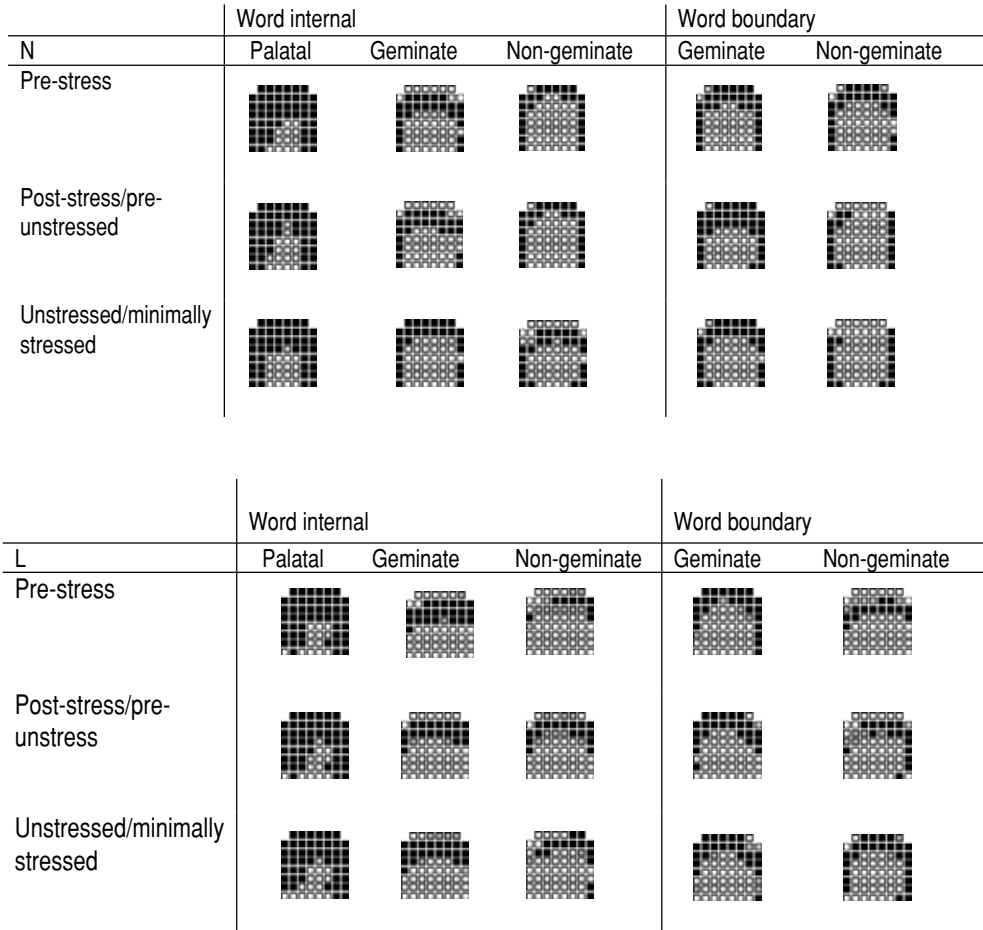 Word internal Word boundary
N Palatal Geminate Non-geminate Geminate Non-geminate
Pre-stress
Post-stress/pre-
unstressed
Unstressed/minimally
stressed
Word internal Word boundary
L Palatal Geminate Non-geminate Geminate Non-geminate
Pre-stress
Post-stress/pre-
unstress
Unstressed/minimally
stressed